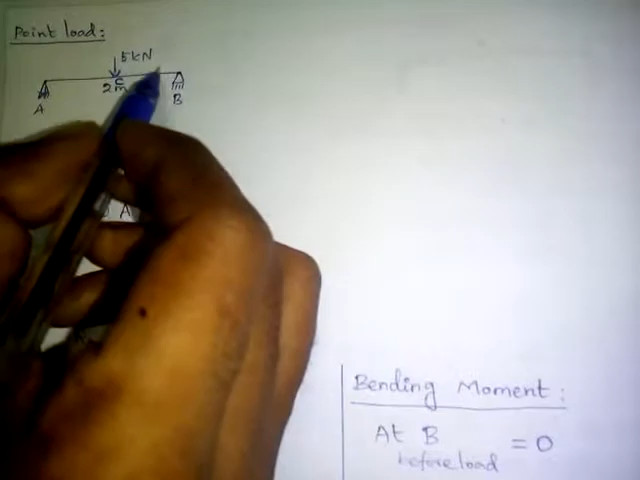 Point load:
5kN
C
2m
A
B
A
Bending Moment:
At B = 0
before load